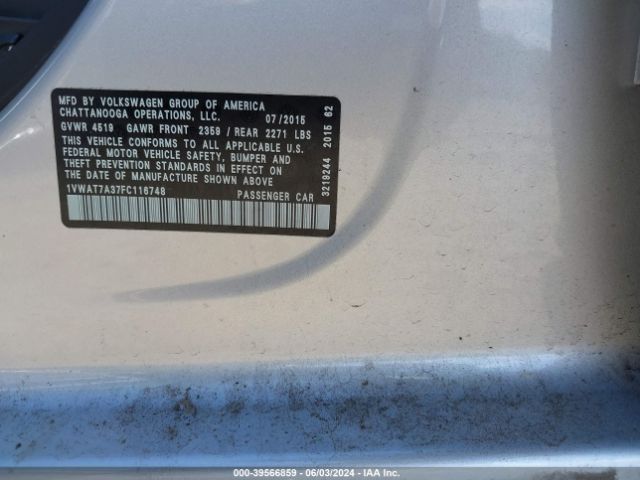 MFD BY VOLKSWAGEN GROUP OF AMERICA
CHATTANOOGA OPERATIONS, LLC. 07/2015
GVWR 4519 GAWR FRONT 2359 / REAR 2271 LBS
THIS VEHICLE CONFORMS TO ALL APPLICABLE U.S.
FEDERAL MOTOR VEHICLE SAFETY, BUMPER AND
THEFT PREVENTION STANDARDS IN EFFECT ON
THE DATE OF MANUFACTURE SHOWN ABOVE
1VWAT7A37FC116748 PASSENGER CAR
3219244 2015 62
000-39566859 - 06/03/2024 - IAA Inc.